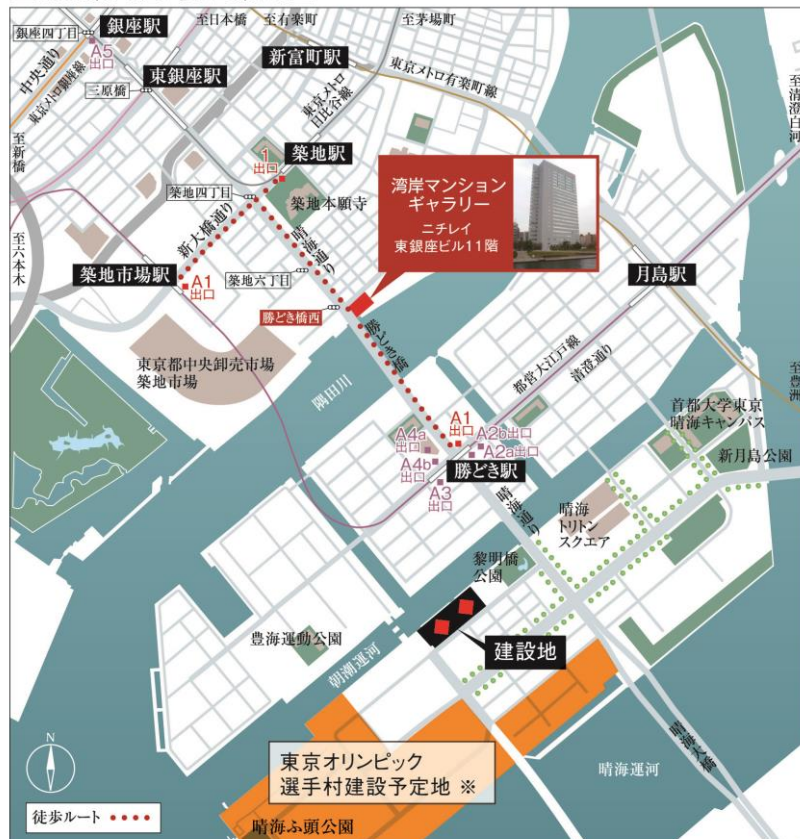 銀座駅
銀座四丁目
至日本橋
至有楽町
至茅場町
A5
出口
中央通り
東京メトロ銀座線
東銀座駅
三原橋
新富町駅
東京メトロ有楽町線
東京メトロ
日比谷線
至新橋
至清澄白河
1
出口
築地駅
築地四丁目
築地本願寺
新大橋通り
晴海通り
湾岸マンション
ギャラリー
ニチレイ
東銀座ビル11階
至六本木
築地市場駅
A1
出口
築地六丁目
勝どき橋西
勝どき橋
月島駅
東京都中央卸売市場
築地市場
隅田川
都営大江戸線
清澄通り
至豊洲
A1
出口
A2b出口
A2a出口
A4a
出口
A4b
出口
勝どき駅
A3
出口
首都大学東京
晴海キャンパス
新月島公園
晴海通り
晴海
トリトン
スクエア
黎明橋
公園
豊海運動公園
朝潮運河
建設地
東京オリンピック
選手村建設予定地 ※
晴海大橋
晴海運河
N
徒歩ルート
晴海ふ頭公園